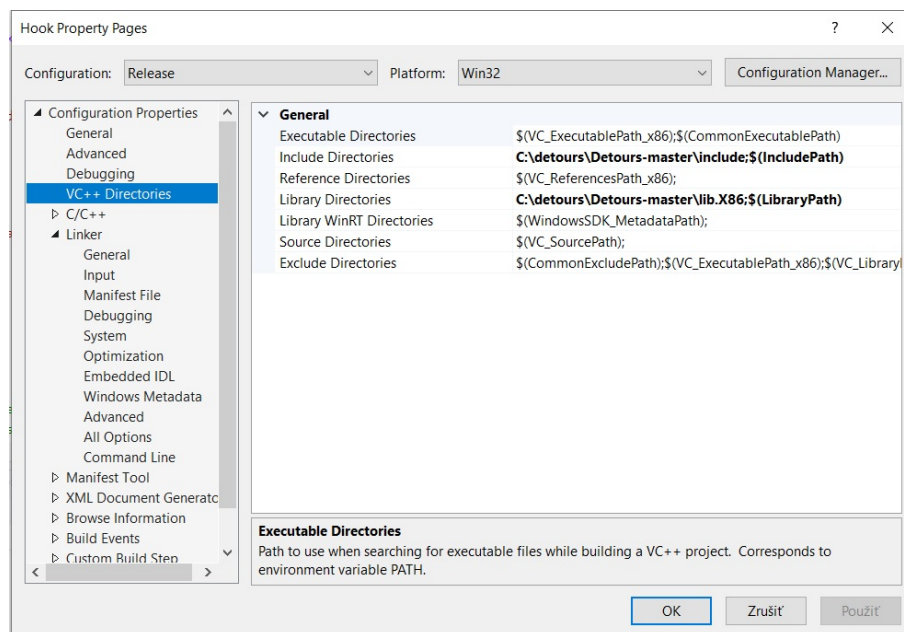 Hook Property Pages
? ×
Configuration: Release Platform: Win32 Configuration Manager...
Configuration Properties
General
Advanced
Debugging
VC++ Directories
C/C++
Linker
General
Input
Manifest File
Debugging
System
Optimization
Embedded IDL
Windows Metadata
Advanced
All Options
Command Line
Manifest Tool
XML Document Generatc
Browse Information
Build Events
Custom Build Step
General
Executable Directories $(VC_ExecutablePath_x86);$(CommonExecutablePath)
Include Directories C:\detours\Detours-master\include;$(IncludePath)
Reference Directories $(VC_ReferencesPath_x86);
Library Directories C:\detours\Detours-master\lib.X86;$(LibraryPath)
Library WinRT Directories $(WindowsSDK_MetadataPath);
Source Directories $(VC_SourcePath);
Exclude Directories $(CommonExcludePath);$(VC_ExecutablePath_x86);$(VC_Library
Executable Directories
Path to use when searching for executable files while building a VC++ project. Corresponds to
environment variable PATH.
OK Zrušiť Použiť